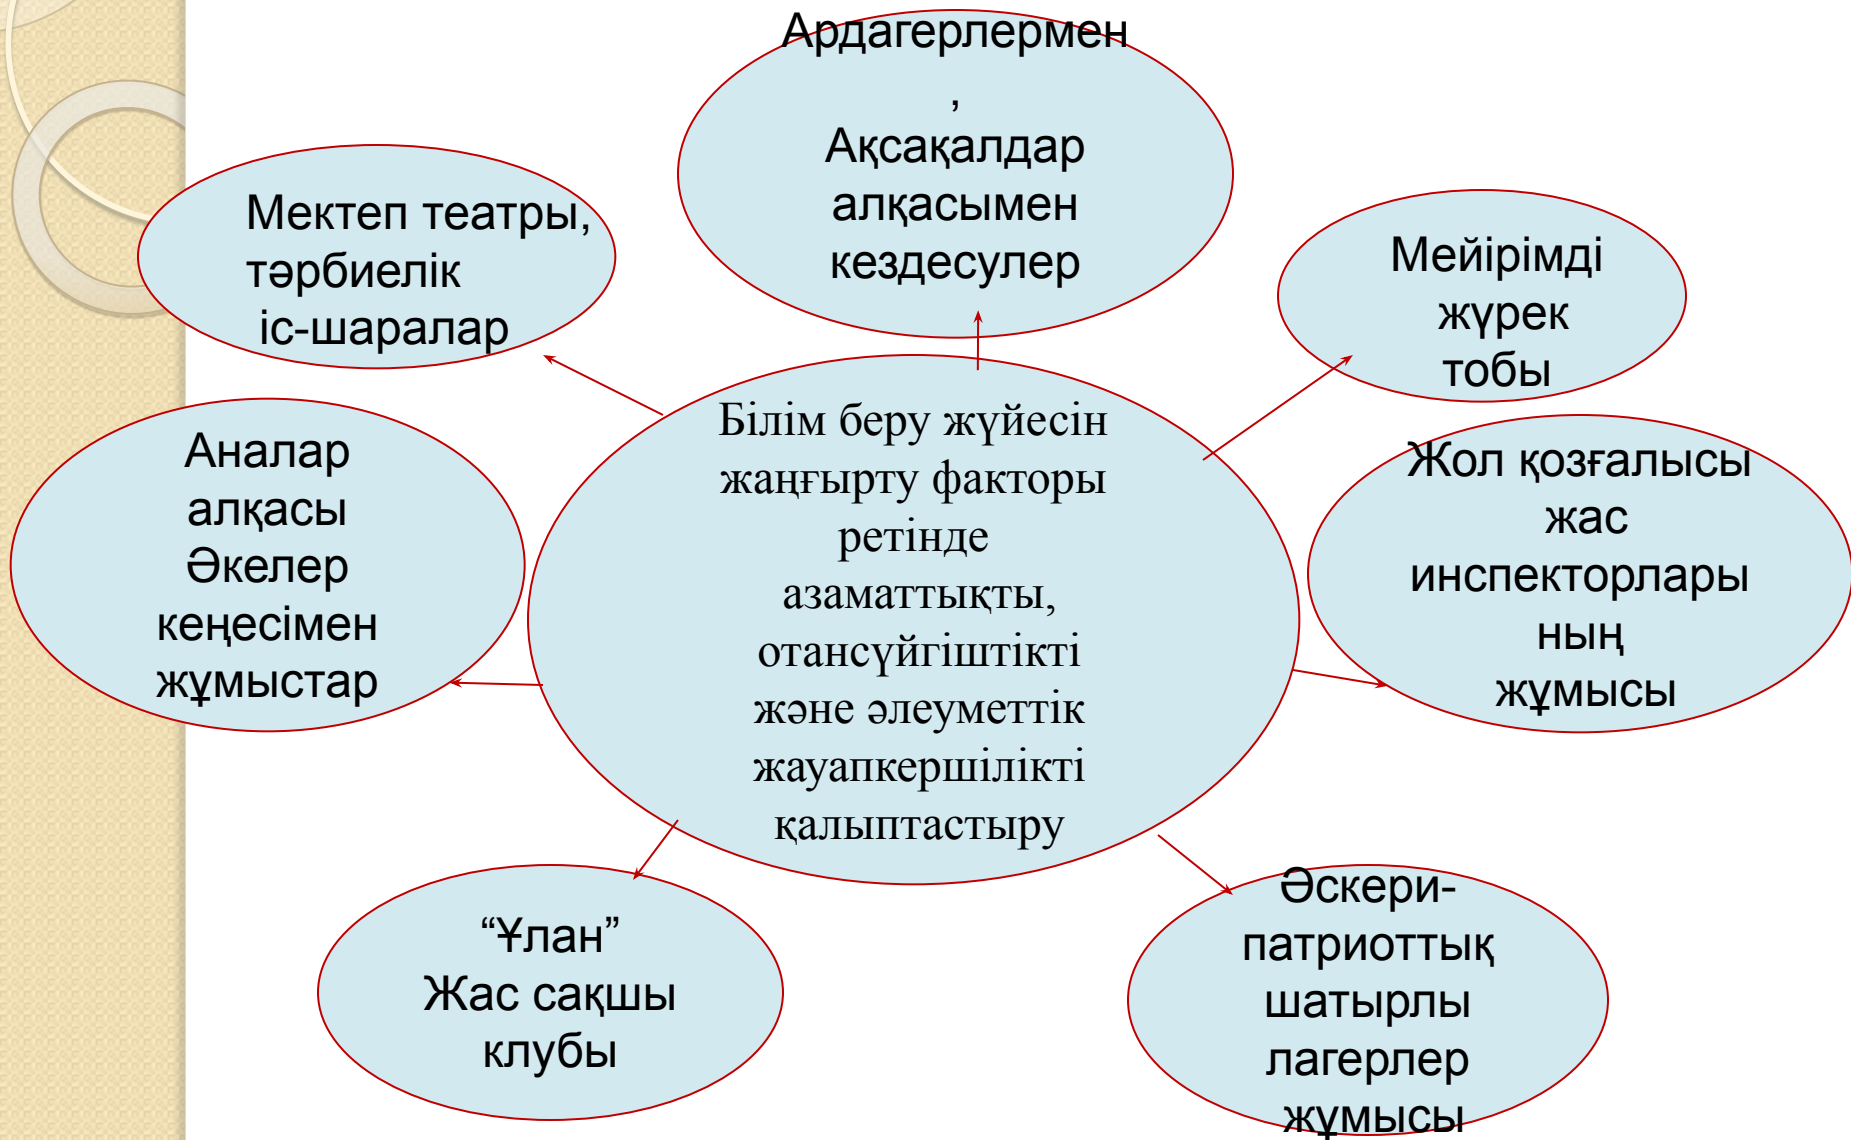 Ардагерлермен
,
Ақсақалдар
алқасымен
кездесулер
Мектеп театры,
тәрбиелік
іс-шаралар
Мейірімді
жүрек
тобы
Аналар
алқасы
Әкелер
кеңесімен
жұмыстар
Білім беру жүйесін
жаңғырту факторы
ретінде
азаматтықты,
отансүйгіштікті
және әлеуметтік
жауапкершілікті
қалыптастыру
Жол қозғалысы
жас
инспекторлары
ның
жұмысы
“Ұлан”
Жас сақшы
клубы
Әскери-
патриоттық
шатырлы
лагерлер
жұмысы